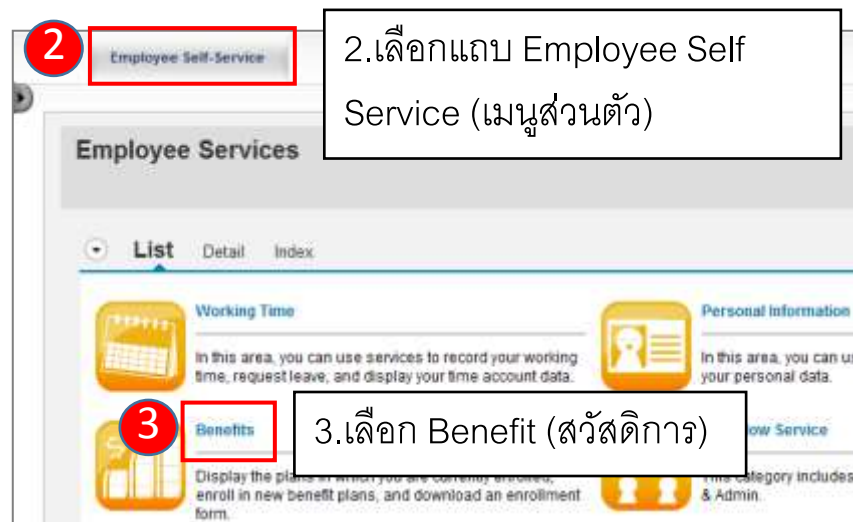 2
Employee Self-Service
2.เลือกแถบ Employee Self
Service (เมนูส่วนตัว)
Employee Services
List Detail Index
Working Time
In this area, you can use services to record your working
time, request leave, and display your time account data.
Personal Information
In this area, you can us
your personal data.
3
Benefits
3.เลือก Benefit (สวัสดิการ)
ow Service
Display the plans in which you are currently enrolled,
enroll in new benefit plans, and download an enrollment
form.
This category includes
& Admin.